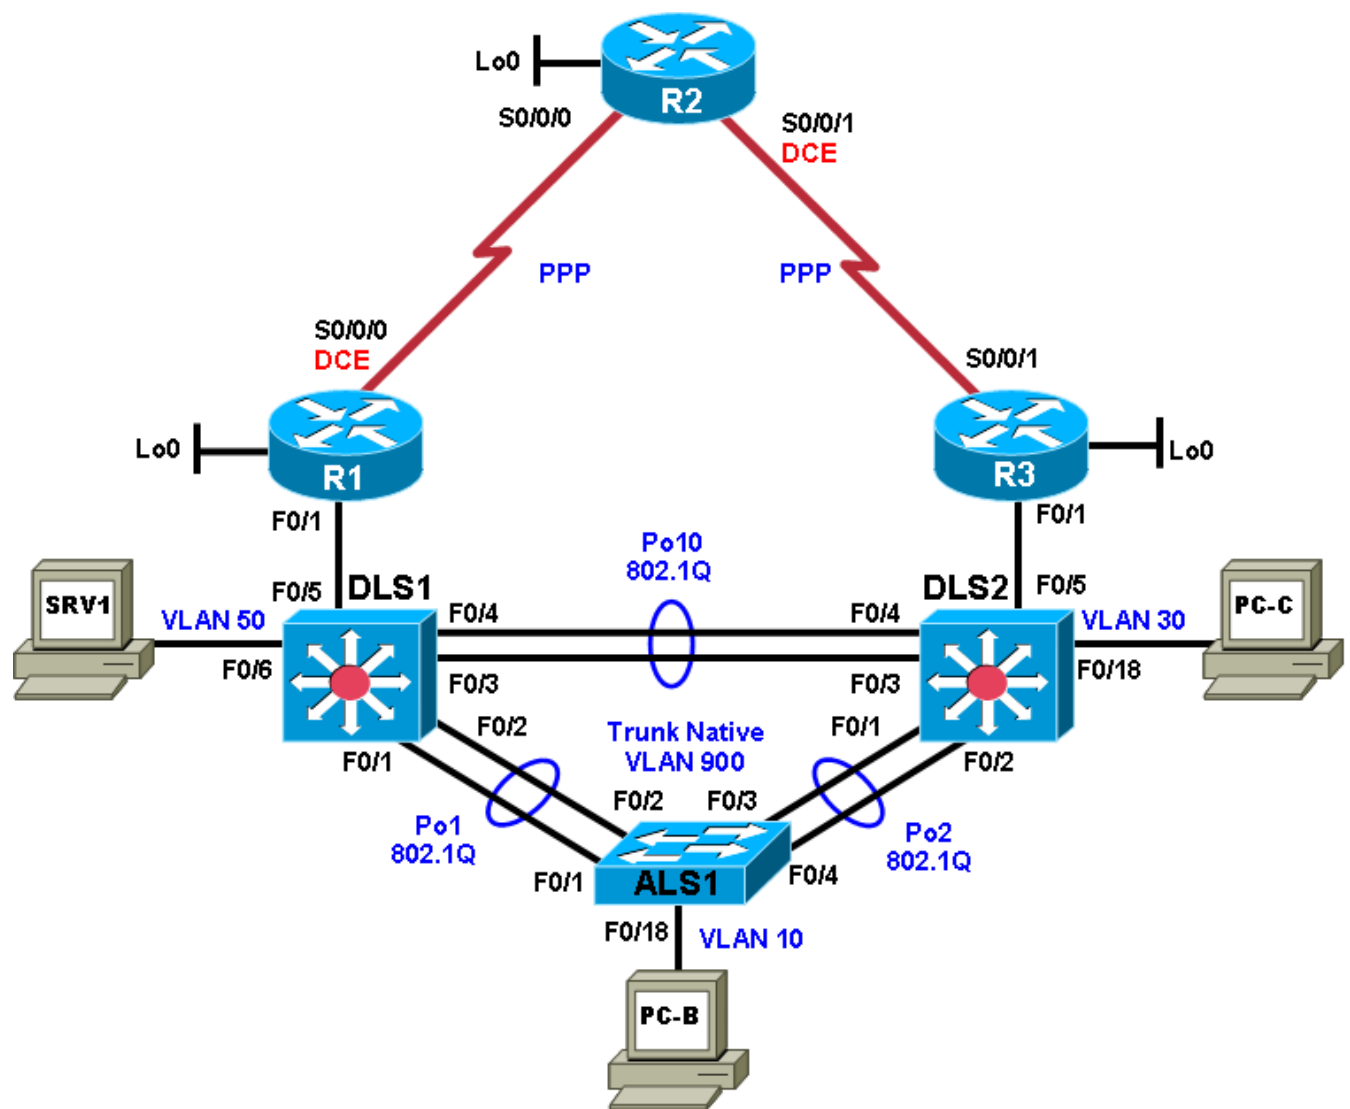 Lo0
R2
S0/0/0
S0/0/1
DCE
PPP
PPP
S0/0/0
DCE
S0/0/1
Lo0
R1
R3
Lo0
F0/1
F0/1
Po10
802.1Q
SRV1
VLAN 50
F0/5
DLS1
F0/4
F0/4
DLS2
F0/5
VLAN 30
PC-C
F0/6
F0/3
F0/3
F0/18
F0/1
F0/2
Trunk Native
VLAN 900
F0/1
F0/2
Po1
802.1Q
F0/2
F0/3
Po2
802.1Q
F0/1
ALS1
F0/4
F0/18
VLAN 10
PC-B